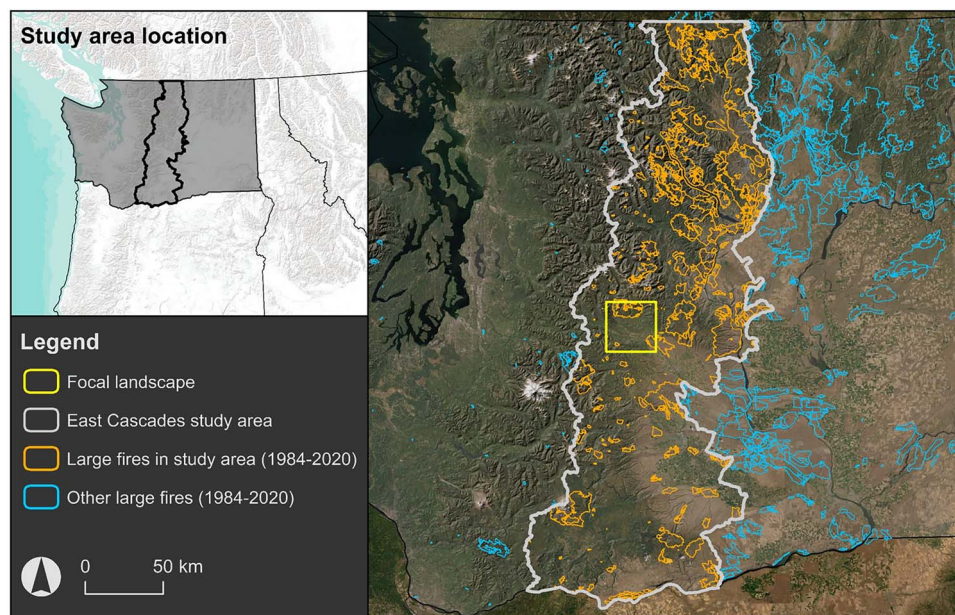 Study area location
Legend
Focal landscape
East Cascades study area
Large fires in study area (1984-2020)
Other large fires (1984-2020)
0 50 km